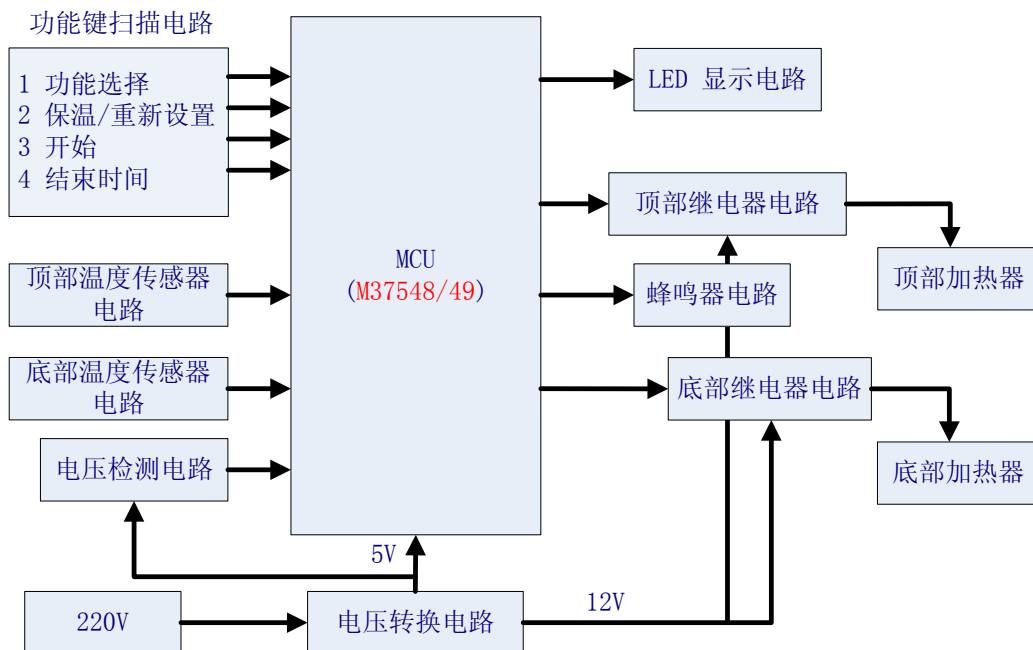 功能键扫描电路
1 功能选择
2 保温/重新设置
3 开始
4 结束时间
顶部温度传感器
电路
底部温度传感器
电路
电压检测电路
220V
MCU
(M37548/49)
5V
电压转换电路
12V
LED 显示电路
顶部继电器电路
蜂鸣器电路
底部继电器电路
顶部加热器
底部加热器